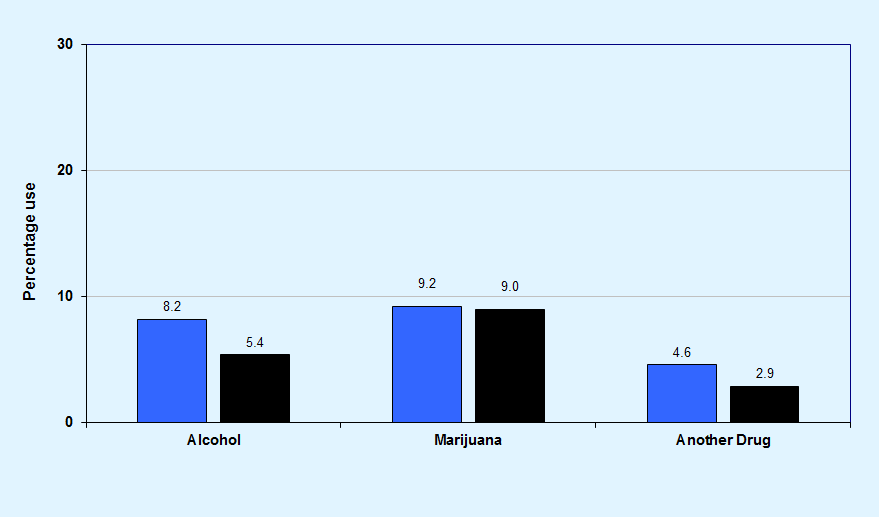 30
20
10
0
Percentage use
8.2
5.4
9.2
9.0
4.6
2.9
Alcohol
Marijuana
Another Drug